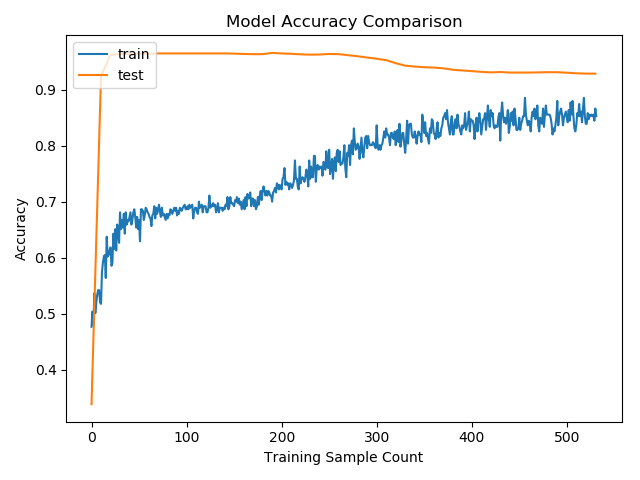 Model Accuracy Comparison
train
test
0.9
0.8
0.7
0.6
0.5
0.4
Accuracy
0 100 200 300 400 500
Training Sample Count